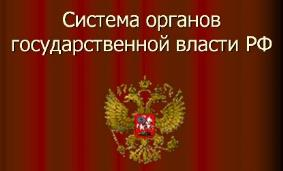 Система органов
государственной власти РФ